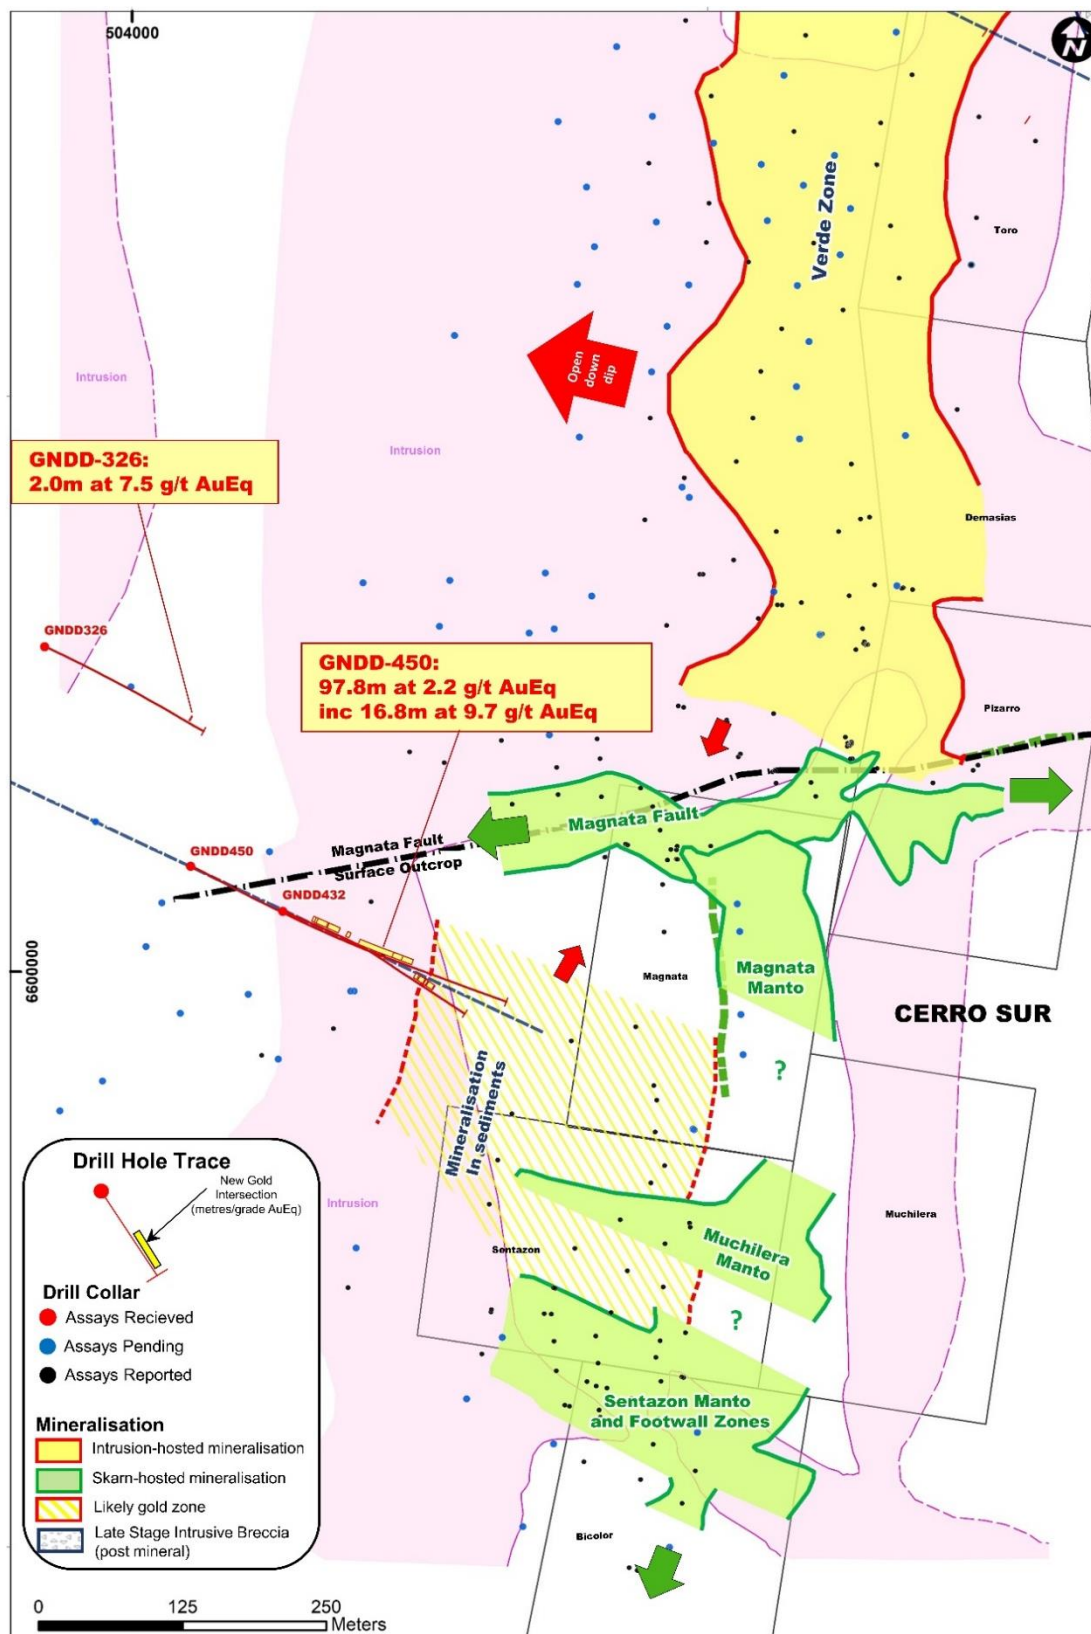 504000
N
Verde Zone
Toro
Open
down
dip
Intrusion
Intrusion
GNDD-326:
2.0m at 7.5 g/t AuEq
Demasias
GNDD326
GNDD-450:
97.8m at 2.2 g/t AuEq
inc 16.8m at 9.7 g/t AuEq
Pizarro
Magnata Fault
Magnata Fault
Surface Outcrop
GNDD450
GNDD432
6600000
Magnata
Magnata
Manto
CERRO SUR
Mineralisation
In sediments
?
Drill Hole Trace
New Gold
Intersection
(metres/grade AuEq)
Intrusion
Muchilera
Sentazon
Muchilera
Manto
?
Drill Collar
Assays Recieved
Assays Pending
Assays Reported
Sentazon Manto
and Footwall Zones
Mineralisation
Intrusion-hosted mineralisation
Skarn-hosted mineralisation
Likely gold zone
Late Stage Intrusive Breccia
(post mineral)
Bicolor
0 125 250
Meters